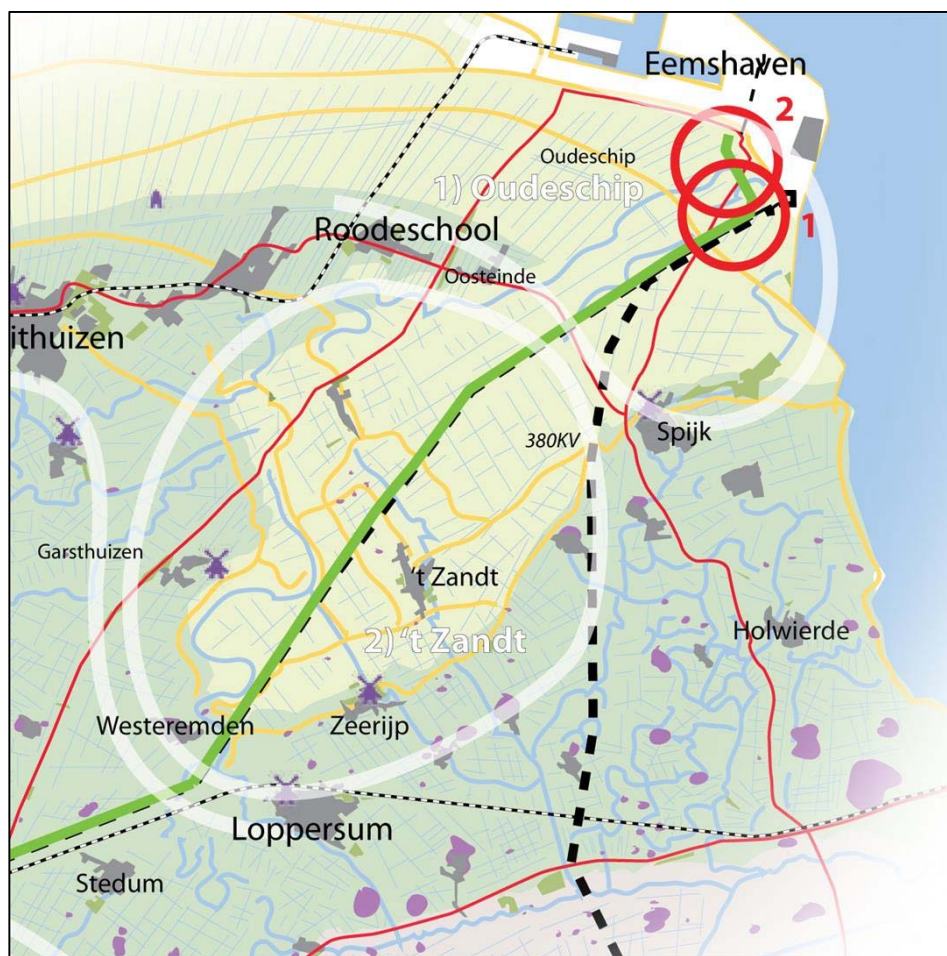 Eemshaven
2
Oudeschip
1) Oudeschip
1
Roodeschool
Oosteinde
ithuizen
380KV
Spijk
Garsthuizen
't Zandt
2) 't Zandt
Holwierde
Westeremden
Zeerijp
Loppersum
Stedum